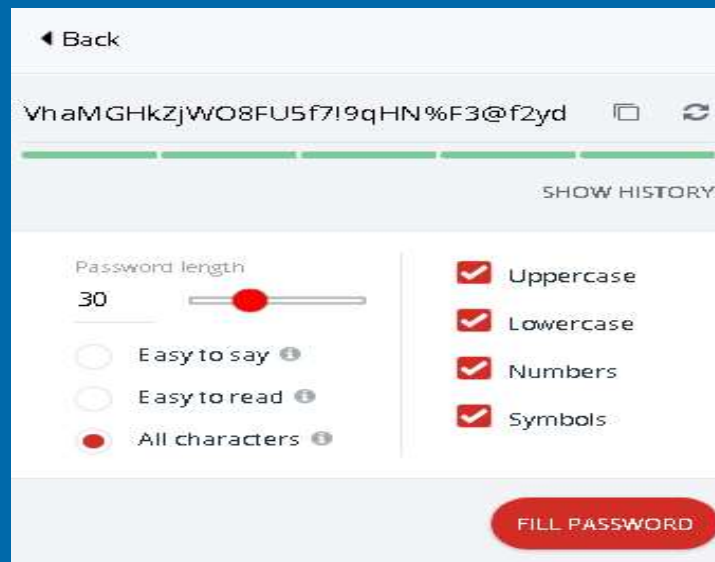 Back
VhaMGHkZjWO8FU5f7!9qHN%F3@f2yd
SHOW HISTORY
Password length
30
Easy to say
Easy to read
All characters
Uppercase
Lowercase
Numbers
Symbols
FILL PASSWORD